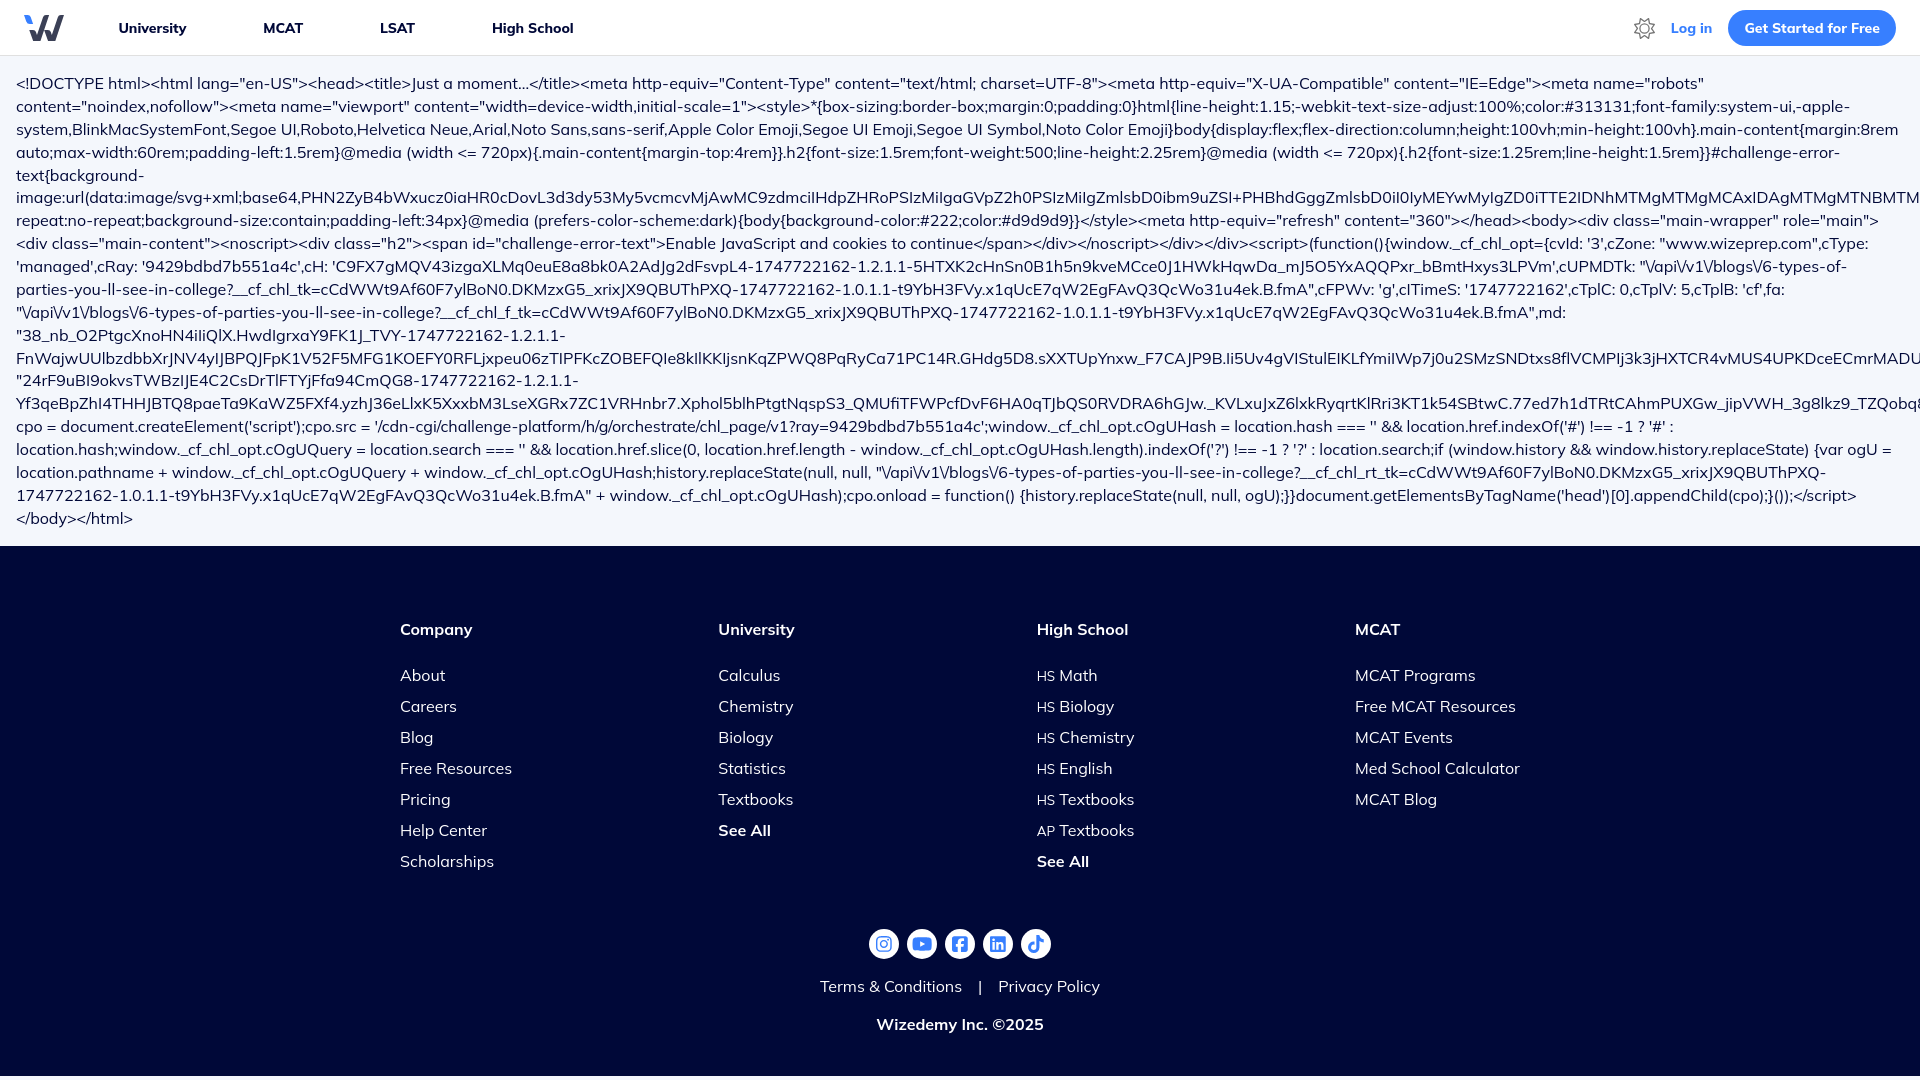 University MCAT LSAT High School Log in Get Started for Free
<!DOCTYPE html><html lang="en-US"><head><title>Just a moment...</title><meta http-equiv="Content-Type" content="text/html; charset=UTF-8"><meta http-equiv="X-UA-Compatible" content="IE=Edge"><meta name="robots"
content="noindex,nofollow"><meta name="viewport" content="width=device-width,initial-scale=1"><style>*{box-sizing:border-box;margin:0;padding:0}html{line-height:1.15;-webkit-text-size-adjust:100%;color:#313131;font-family:system-ui,-apple-
system,BlinkMacSystemFont,Segoe UI,Roboto,Helvetica Neue,Arial,Noto Sans,sans-serif,Apple Color Emoji,Segoe UI Emoji,Segoe UI Symbol,Noto Color Emoji}body{display:flex;flex-direction:column;height:100vh;min-height:100vh}.main-content{margin:8rem
auto;max-width:60rem;padding-left:1.5rem}@media (width <= 720px){.main-content{margin-top:4rem}}.h2{font-size:1.5rem;font-weight:500;line-height:2.25rem}@media (width <= 720px){.h2{font-size:1.25rem;line-height:1.5rem}}#challenge-error-
text{background-
repeat:no-repeat;background-size:contain;padding-left:34px}@media (prefers-color-scheme:dark){body{background-color:#222;color:#d9d9d9}}</style><meta http-equiv="refresh" content="360"></head><body><div class="main-wrapper" role="main">
<div class="main-content"><noscript><div class="h2"><span id="challenge-error-text">Enable JavaScript and cookies to continue</span></div></noscript></div></div><script>(function(){window._cf_chl_opt={cvId: '3',cZone: "www.wizeprep.com",cType:
'managed',cRay: '9429bdbd7b551a4c',cH: 'C9FX7gMQV43izgaXLMq0euE8a8bk0A2AdJg2dFsvpL4-1747722162-1.2.1.1-5HTXK2cHnSn0B1h5n9kveMCce0J1HWkHqwDa_mJ5O5YxAQQPxr_bBmtHxys3LPVm',cUPMDTk: "\/api\/v1\/blogs\/6-types-of-
parties-you-ll-see-in-college?__cf_chl_tk=cCdWWt9Af60F7ylBoN0.DKMzxG5_xrixJX9QBUThPXQ-1747722162-1.0.1.1-t9YbH3FVy.x1qUcE7qW2EgFAvQ3QcWo31u4ek.B.fmA",cFPWv: 'g',cITimeS: '1747722162',cTplC: 0,cTplV: 5,cTplB: 'cf',fa:
"\/api\/v1\/blogs\/6-types-of-parties-you-ll-see-in-college?__cf_chl_f_tk=cCdWWt9Af60F7ylBoN0.DKMzxG5_xrixJX9QBUThPXQ-1747722162-1.0.1.1-t9YbH3FVy.x1qUcE7qW2EgFAvQ3QcWo31u4ek.B.fmA",md:
"38_nb_O2PtgcXnoHN4iIiQlX.HwdIgrxaY9FK1J_TVY-1747722162-1.2.1.1-
"24rF9uBI9okvsTWBzIJE4C2CsDrTlFTYjFfa94CmQG8-1747722162-1.2.1.1-
cpo = document.createElement('script');cpo.src = '/cdn-cgi/challenge-platform/h/g/orchestrate/chl_page/v1?ray=9429bdbd7b551a4c';window._cf_chl_opt.cOgUHash = location.hash === '' && location.href.indexOf('#') !== -1 ? '#' :
location.hash;window._cf_chl_opt.cOgUQuery = location.search === '' && location.href.slice(0, location.href.length - window._cf_chl_opt.cOgUHash.length).indexOf('?') !== -1 ? '?' : location.search;if (window.history && window.history.replaceState) {var ogU =
location.pathname + window._cf_chl_opt.cOgUQuery + window._cf_chl_opt.cOgUHash;history.replaceState(null, null, "\/api\/v1\/blogs\/6-types-of-parties-you-ll-see-in-college?__cf_chl_rt_tk=cCdWWt9Af60F7ylBoN0.DKMzxG5_xrixJX9QBUThPXQ-
1747722162-1.0.1.1-t9YbH3FVy.x1qUcE7qW2EgFAvQ3QcWo31u4ek.B.fmA" + window._cf_chl_opt.cOgUHash);cpo.onload = function() {history.replaceState(null, null, ogU);}}document.getElementsByTagName('head')[0].appendChild(cpo);}());</script>
</body></html>
Company
About
Careers
Blog
Free Resources
Pricing
Help Center
Scholarships
University
Calculus
Chemistry
Biology
Statistics
Textbooks
See All
High School
HS Math
HS Biology
HS Chemistry
HS English
HS Textbooks
AP Textbooks
See All
MCAT
MCAT Programs
Free MCAT Resources
MCAT Events
Med School Calculator
MCAT Blog
Terms & Conditions | Privacy Policy
Wizedemy Inc. ©2025